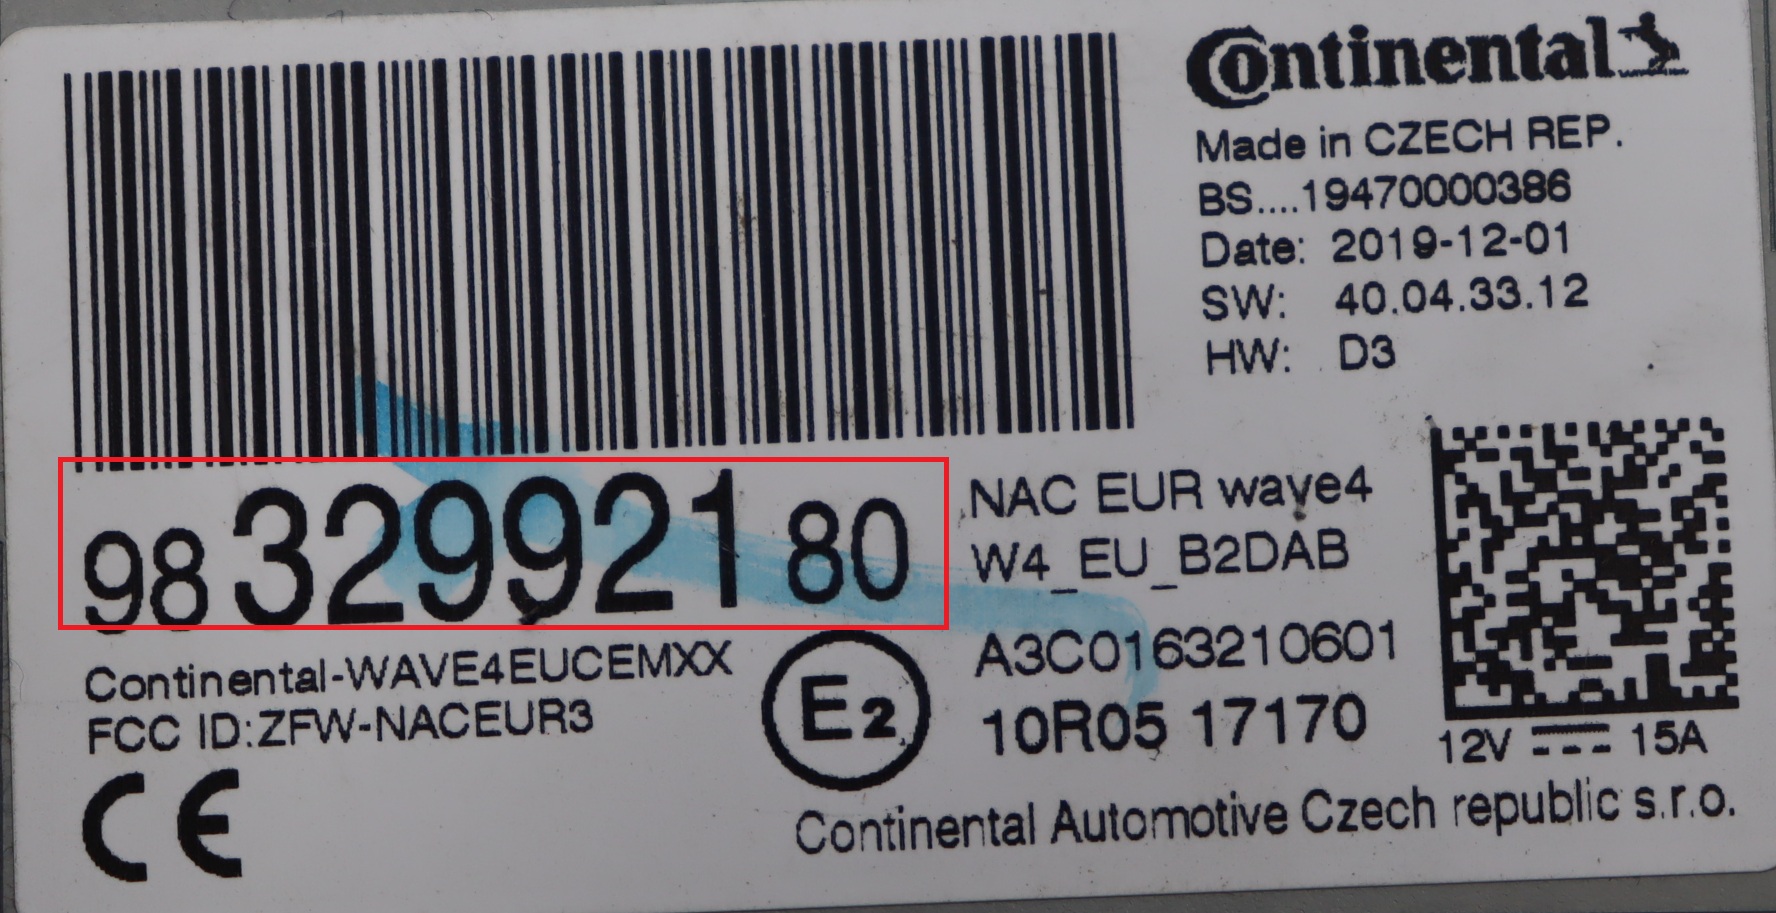 Continental
Made in CZECH REP.
BS....19470000386
Date: 2019-12-01
SW: 40.04.33.12
HW: D3
98 329921 80
NAC EUR wave4
W4_EU_B2DAB
A3C0163210601
10R05 17170
Continental-WAVE4EUCEMXX
FCC ID:ZFW-NACEUR3
E2
CE
12V 15A
Continental Automotive Czech republic s.r.o.